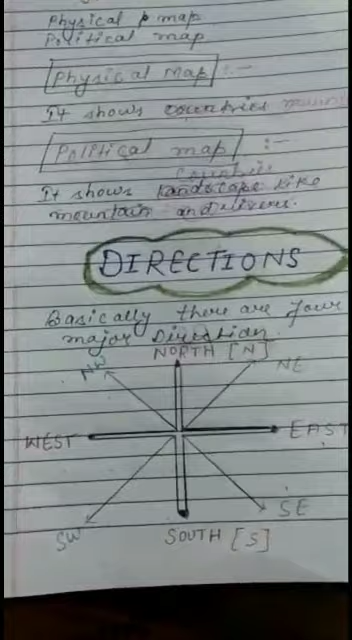 Physical map
Political map
Physical map :-
It shows countries
Political map :-
Countrie
It shows Landscape like
mountain and
DIRECTIONS
Basically there are four
major Direction.
NORTH [N]
NW
NE
WEST
EAST
SW
SE
SOUTH [S]